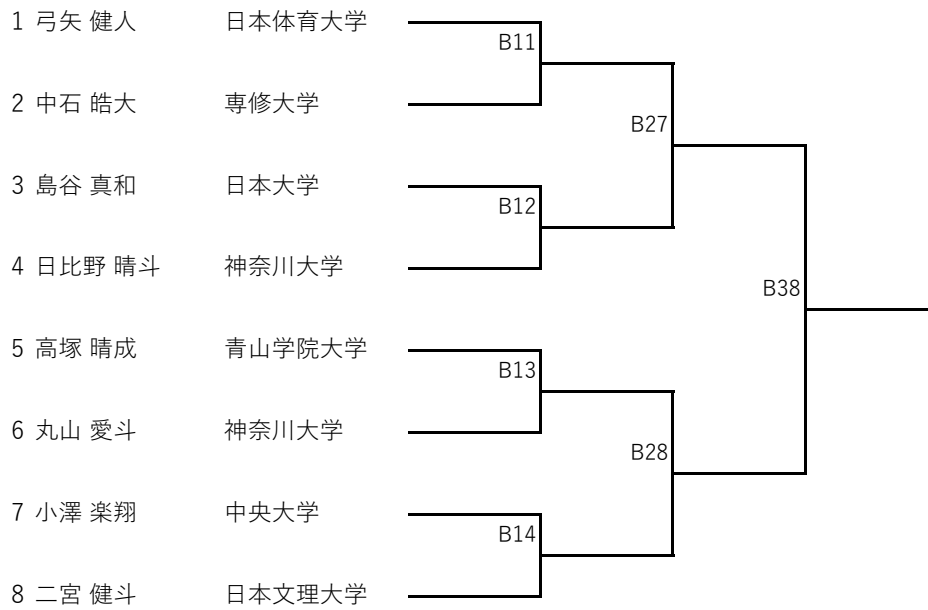 1 弓矢 健人 日本体育大学
B11
2 中石 皓大 専修大学
B27
3 島谷 真和 日本大学
B12
4 日比野 晴斗 神奈川大学
B38
5 高塚 晴成 青山学院大学
B13
6 丸山 愛斗 神奈川大学
B28
7 小澤 楽翔 中央大学
B14
8 二宮 健斗 日本文理大学